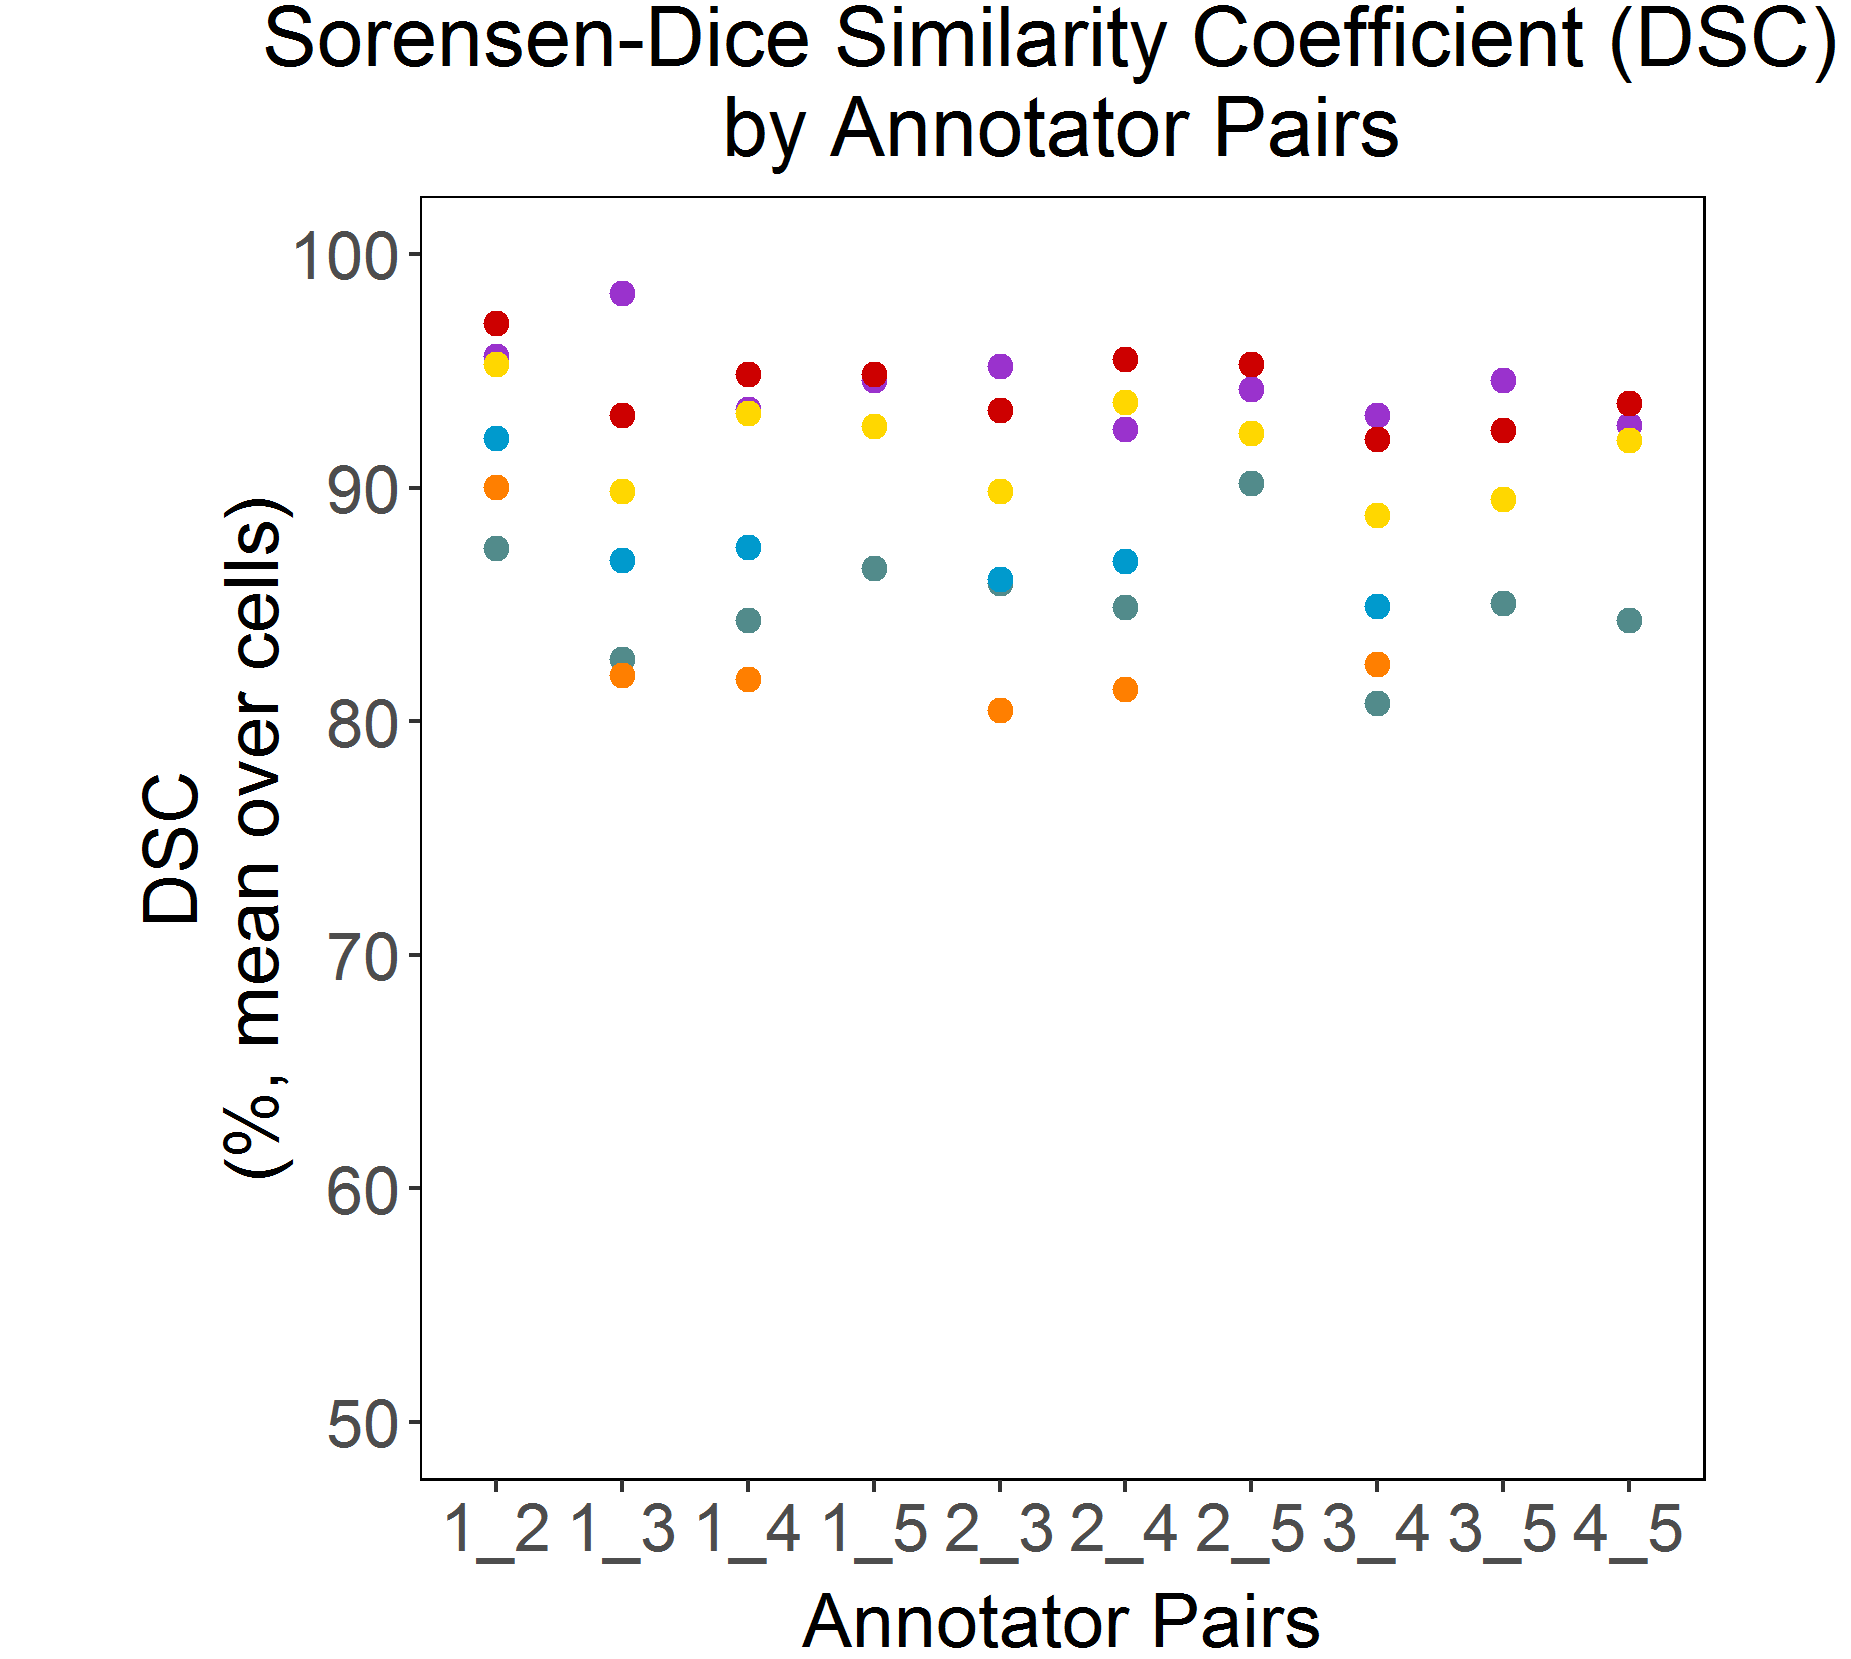 Sorensen-Dice Similarity Coefficient (DSC)
by Annotator Pairs
DSC
(%, mean over cells)
100
90
80
70
60
50
1_2 1_3 1_4 1_5 2_3 2_4 2_5 3_4 3_5 4_5
Annotator Pairs